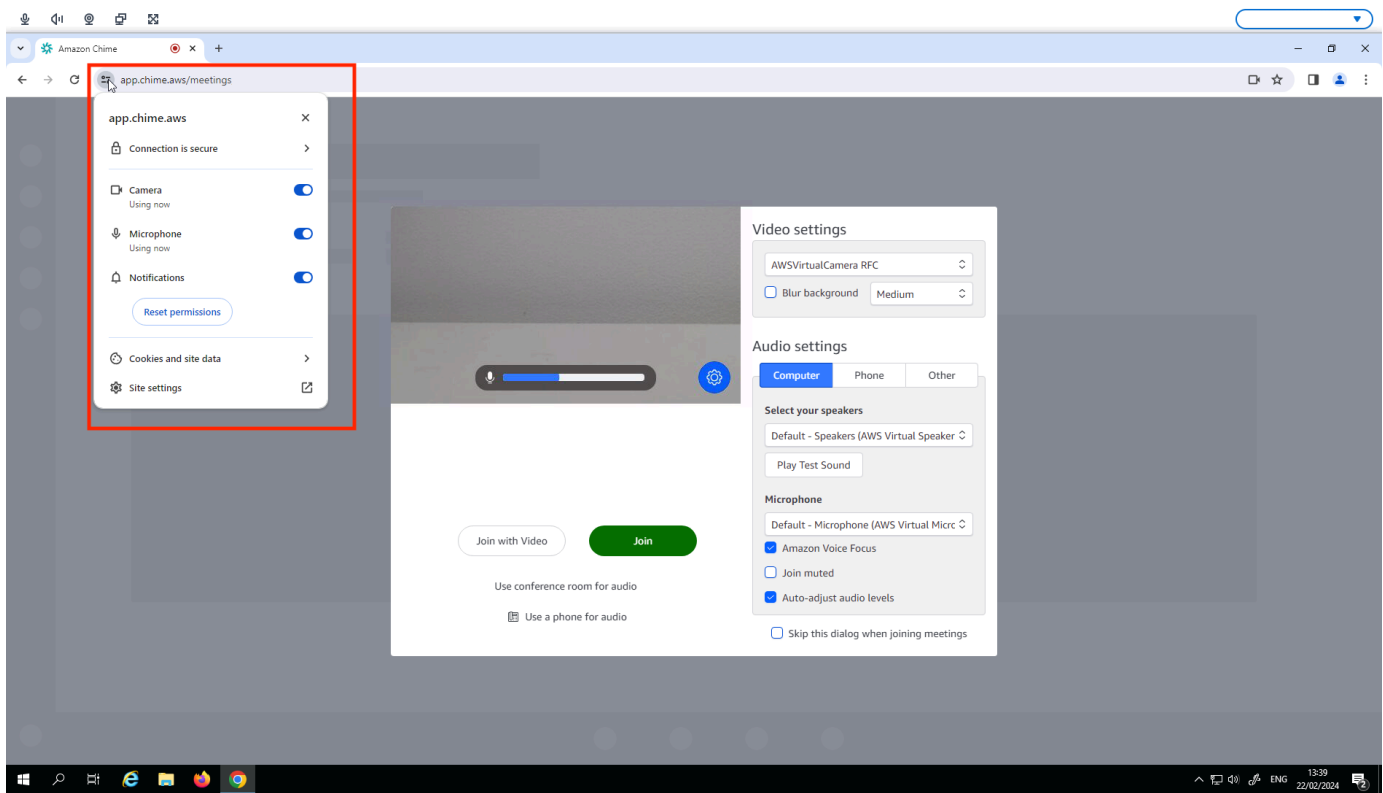 Amazon Chime
app.chime.aws/meetings
app.chime.aws
Connection is secure
Camera
Using now
Microphone
Using now
Notifications
Reset permissions
Cookies and site data
Site settings
Join with Video
Join
Use conference room for audio
Use a phone for audio
Video settings
AWSVirtualCamera RFC
Blur background
Medium
Audio settings
Computer
Phone
Other
Select your speakers
Default - Speakers (AWS Virtual Speaker
Play Test Sound
Microphone
Default - Microphone (AWS Virtual Micrc
Amazon Voice Focus
Join muted
Auto-adjust audio levels
Skip this dialog when joining meetings
ENG
13:39
22/02/2024
2